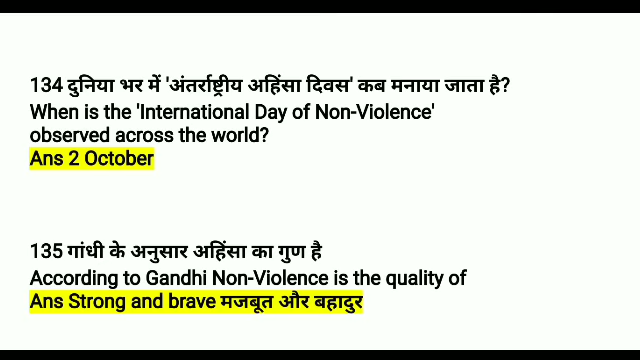 134 दुनिया भर में 'अंतर्राष्ट्रीय अहिंसा दिवस' कब मनाया जाता है?
When is the 'International Day of Non-Violence'
observed across the world?
Ans 2 October
135 गांधी के अनुसार अहिंसा का गुण है
According to Gandhi Non-Violence is the quality of
Ans Strong and brave मजबूत और बहादुर